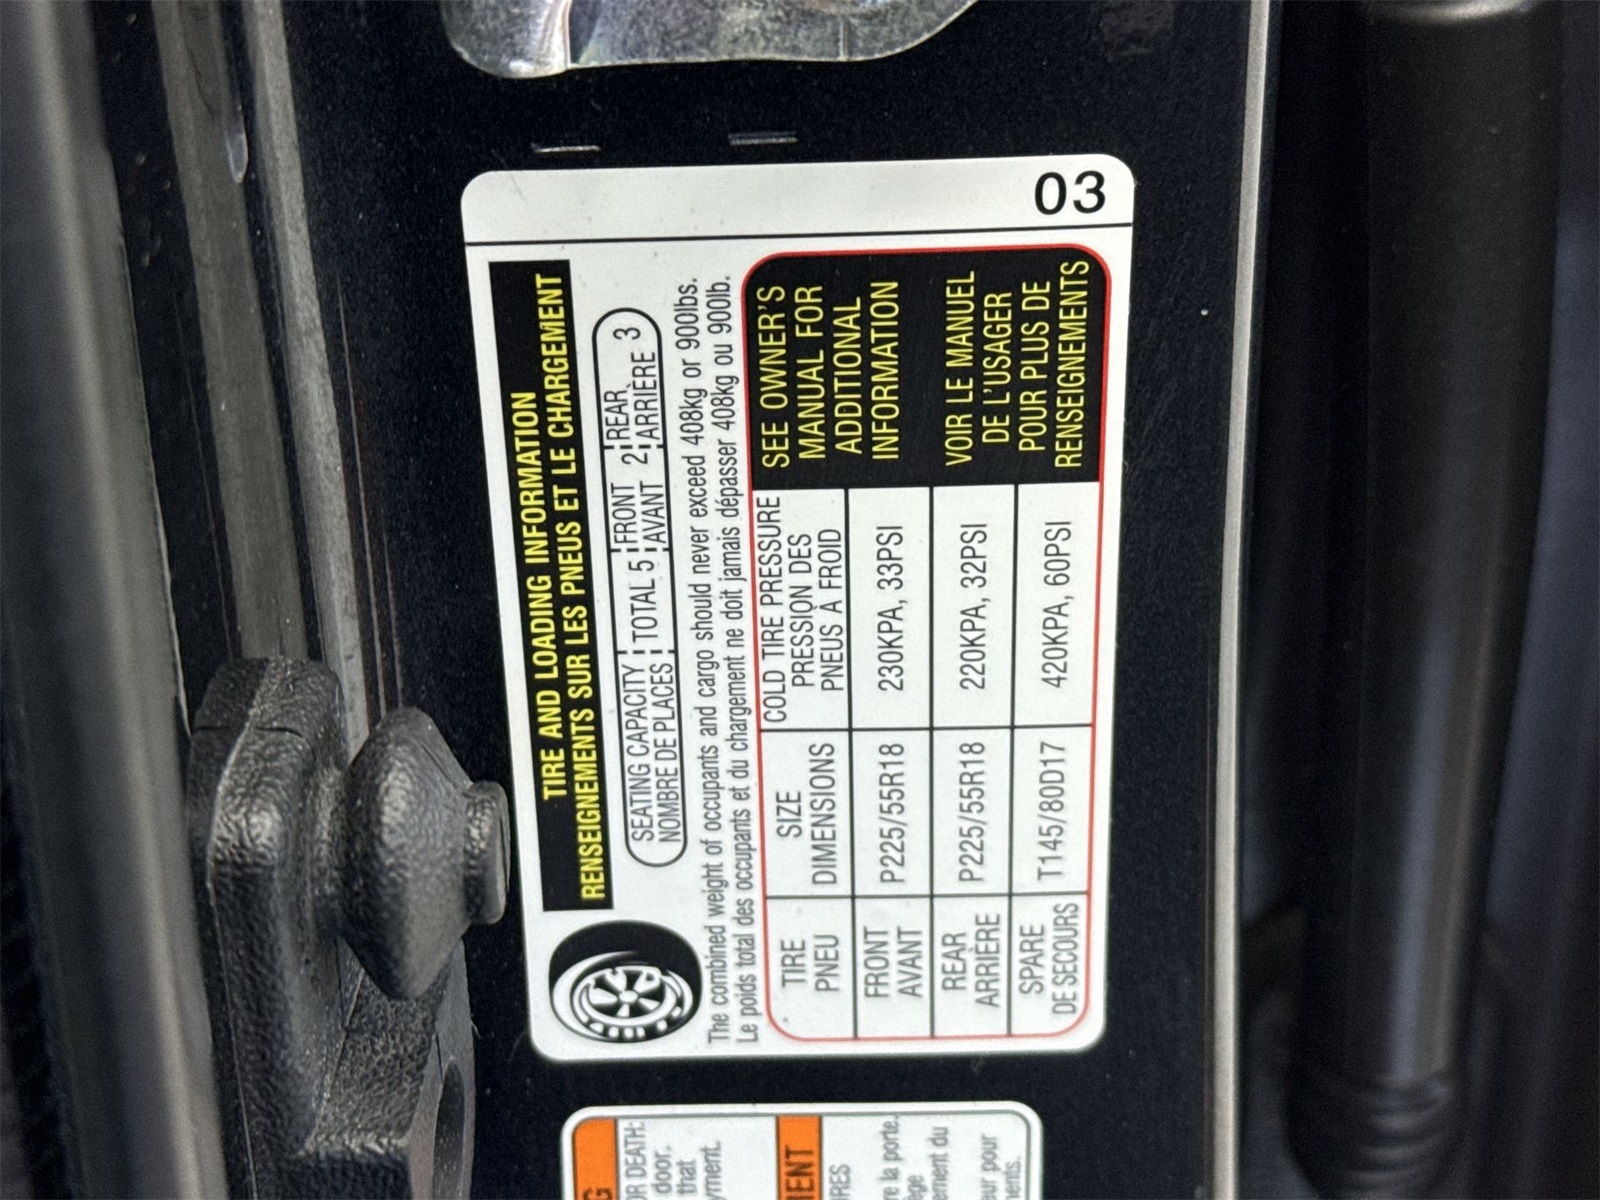 03
TIRE AND LOADING INFORMATION
RENSEIGNEMENTS SUR LES PNEUS ET LE CHARGEMENT
SEATING CAPACITY TOTAL 5 FRONT 2 REAR 3
NOMBRE DE PLACES AVANT ARRIÈRE
The combined weight of occupants and cargo should never exceed 408kg or 900lbs.
Le poids total des occupants et du chargement ne doit jamais dépasser 408kg ou 900lb.
TIRE
PNEU
SIZE
DIMENSIONS
COLD TIRE PRESSURE
PRESSION DES
PNEUS À FROID
FRONT
AVANT
P225/55R18
230KPA, 33PSI
REAR
ARRIÈRE
P225/55R18
220KPA, 32PSI
SPARE
DE SECOURS
T145/80D17
420KPA, 60PSI
SEE OWNER'S
MANUAL FOR
ADDITIONAL
INFORMATION
VOIR LE MANUEL
DE L'USAGER
POUR PLUS DE
RENSEIGNEMENTS
OR DEATH:
door,
that